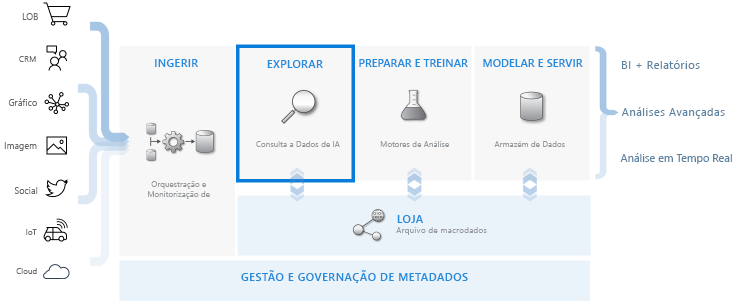 LOB
CRM
Gráfico
Imagem
Social
IoT
Cloud
INGERIR
Orquestração e
Monitorização de
EXPLORAR
Consulta a Dados de IA
PREPARAR E TREINAR
Motores de Análise
MODELAR E SERVIR
Armazém de Dados
LOJA
Arquivo de macrodados
GESTÃO E GOVERNAÇÃO DE METADADOS
BI + Relatórios
Análises Avançadas
Análise em Tempo Real